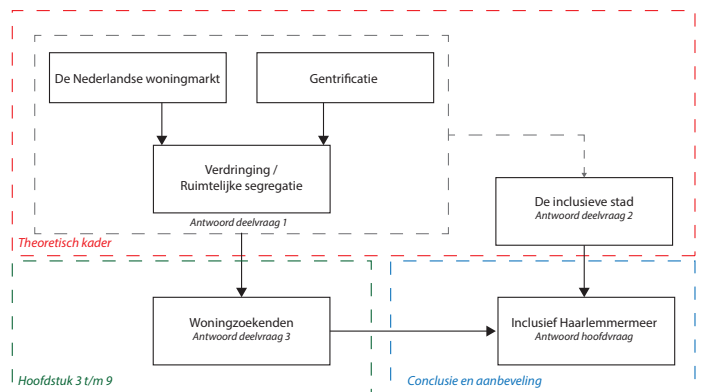 De Nederlandse woningmarkt
Gentrificatie
Verdringing /
Ruimtelijke segregatie
Antwoord deelvraag 1
De inclusieve stad
Antwoord deelvraag 2
Theoretisch kader
Woningzoekenden
Antwoord deelvraag 3
Inclusief Haarlemmermeer
Antwoord hoofdvraag
Hoofdstuk 3 t/m 9
Conclusie en aanbeveling